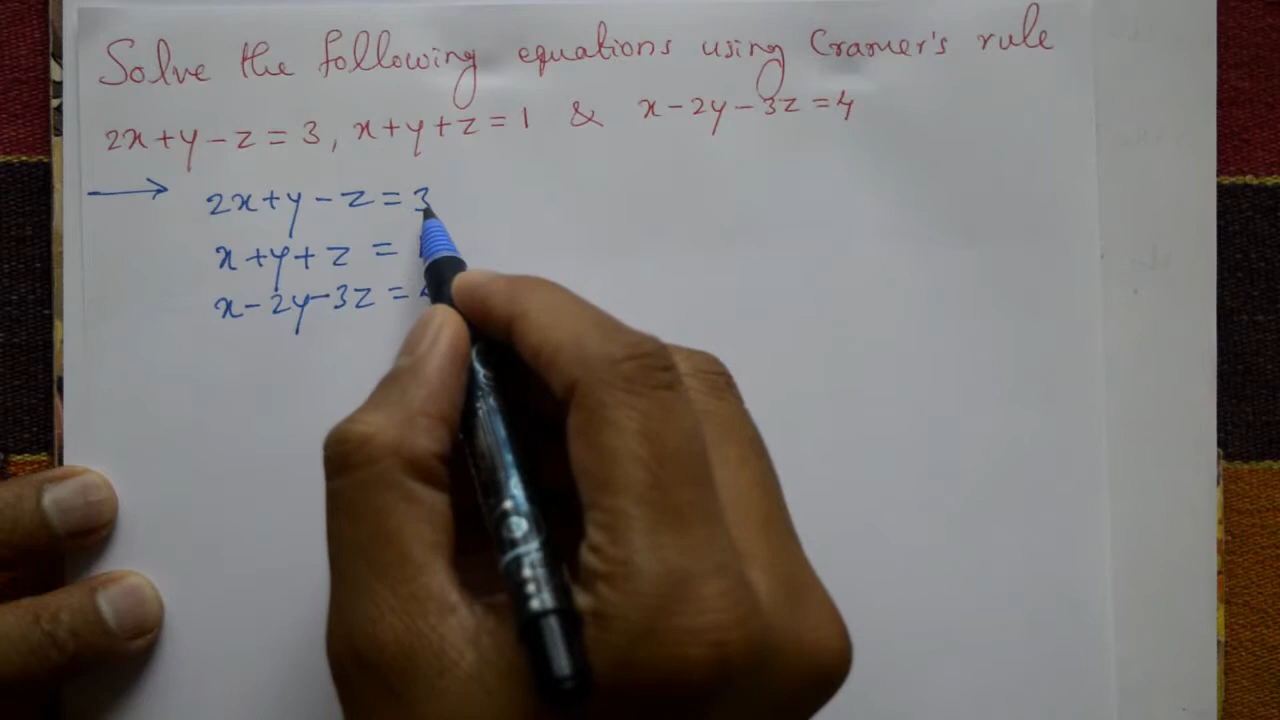 Solve the following equations using Cramer's rule
2x+y-z=3, x+y+z=1 & x-2y-3z=4
→ 2x+y-z=3
x+y+z =
x-2y-3z=